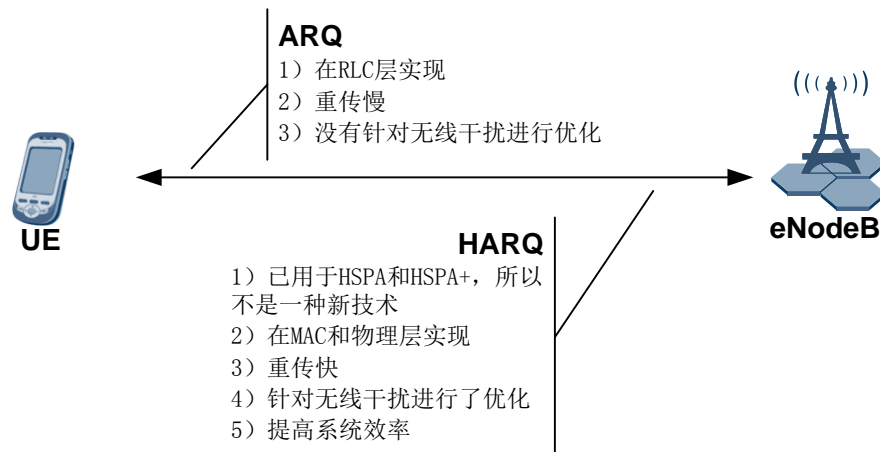 ARQ
1）在RLC层实现
2）重传慢
3）没有针对无线干扰进行优化
UE
eNodeB
HARQ
1）已用于HSPA和HSPA+，所以
不是一种新技术
2）在MAC和物理层实现
3）重传快
4）针对无线干扰进行了优化
5）提高系统效率